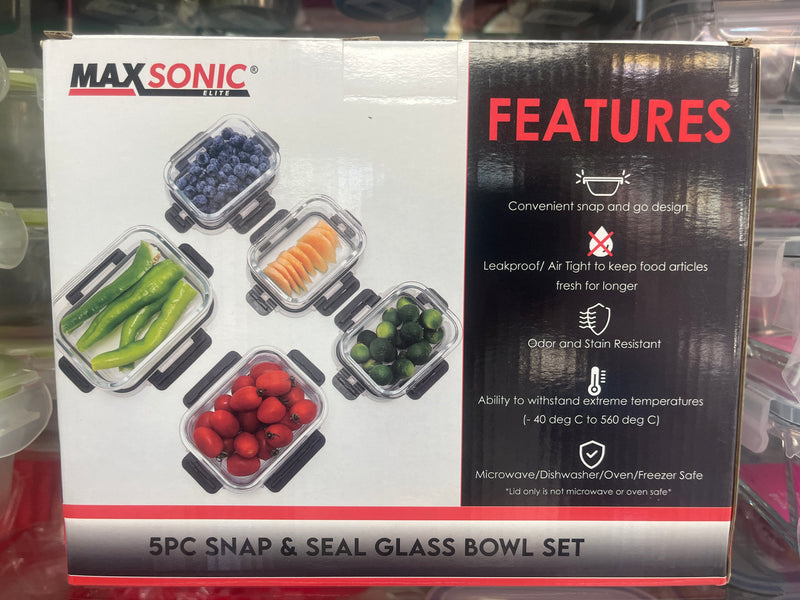 MAXSONIC®
ELITE
FEATURES
Convenient snap and go design
Leakproof/ Air Tight to keep food articles
fresh for longer
Odor and Stain Resistant
Ability to withstand extreme temperatures
(- 40 deg C to 560 deg C)
Microwave/Dishwasher/Oven/Freezer Safe
*Lid only is not microwave or oven safe*
5PC SNAP & SEAL GLASS BOWL SET